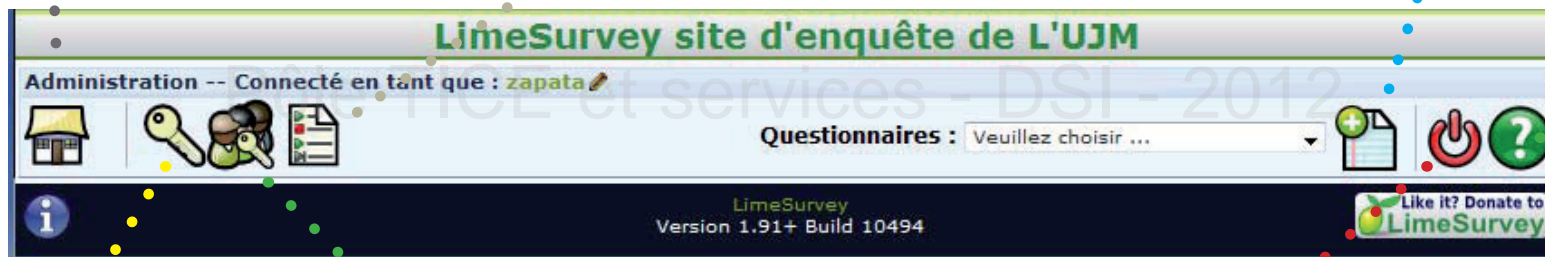 LimeSurvey site d'enquête de L'UJM
Administration -- Connecté en tant que : zapata
Pôle TICE et services - DSI - 2012
Questionnaires : Veuillez choisir ...
LimeSurvey
Version 1.91+ Build 10494
Like it? Donate to
LimeSurvey